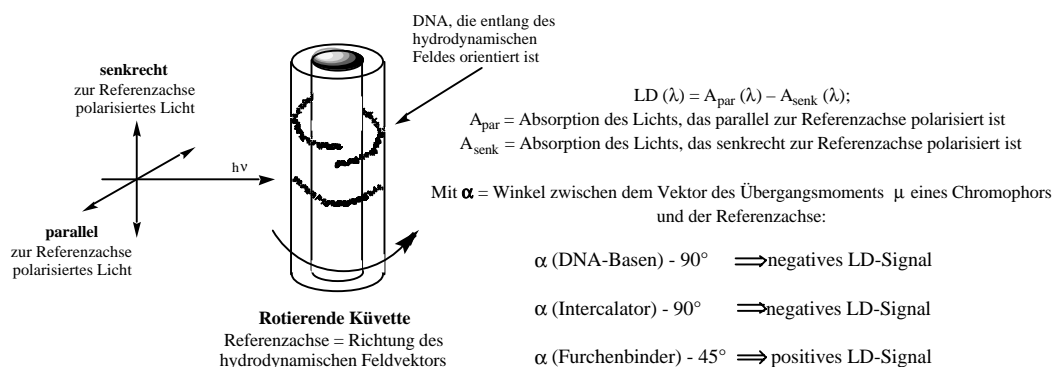 DNA, die entlang des
hydrodynamischen
Feldes orientiert ist
senkrecht
zur Referenzachse
polarisiertes Licht
hν
parallel
zur Referenzachse
polarisiertes Licht
Rotierende Küvette
Referenzachse = Richtung des
hydrodynamischen Feldvektors
LD (λ) = A_par (λ) – A_senk (λ);
A_par = Absorption des Lichts, das parallel zur Referenzachse polarisiert ist
A_senk = Absorption des Lichts, das senkrecht zur Referenzachse polarisiert ist
Mit α = Winkel zwischen dem Vektor des Übergangsmoments μ eines Chromophors
und der Referenzachse:
α (DNA-Basen) - 90° ⟹ negatives LD-Signal
α (Intercalator) - 90° ⟹ negatives LD-Signal
α (Furchenbinder) - 45° ⟹ positives LD-Signal